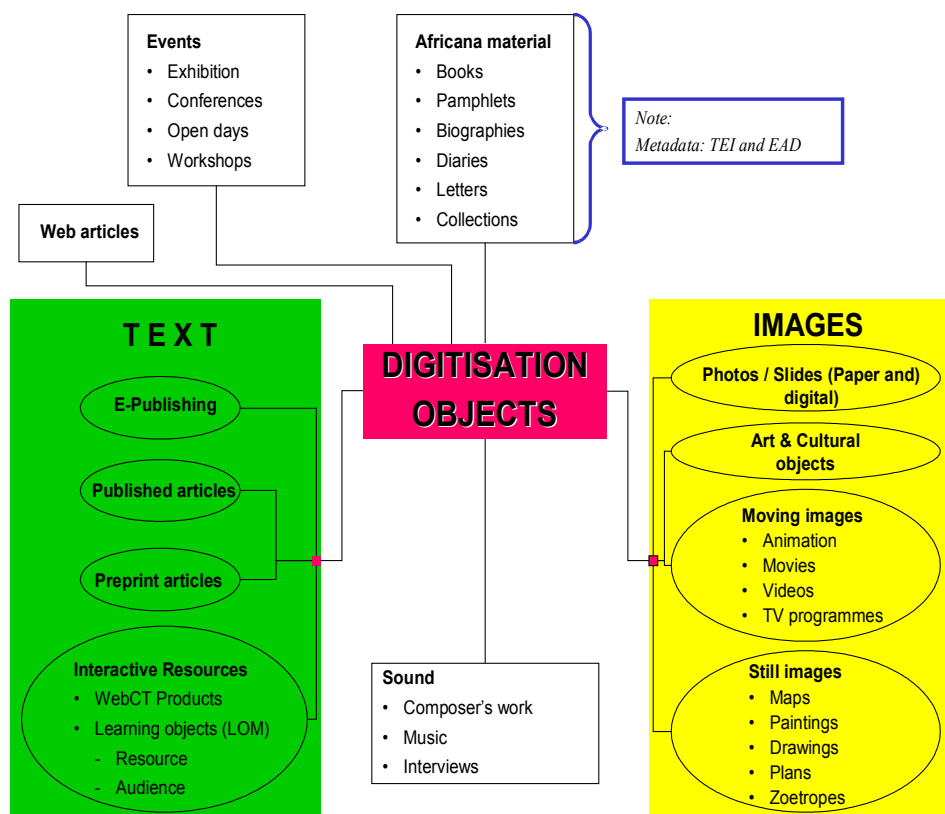 Events
• Exhibition
• Conferences
• Open days
• Workshops
Africana material
• Books
• Pamphlets
• Biographies
• Diaries
• Letters
• Collections
Note:
Metadata: TEI and EAD
Web articles
T E X T
E-Publishing
Published articles
Preprint articles
Interactive Resources
• WebCT Products
• Learning objects (LOM)
- Resource
- Audience
DIGITISATION
OBJECTS
Sound
• Composer's work
• Music
• Interviews
IMAGES
Photos / Slides (Paper and)
digital)
Art & Cultural
objects
Moving images
• Animation
• Movies
• Videos
• TV programmes
Still images
• Maps
• Paintings
• Drawings
• Plans
• Zoetropes